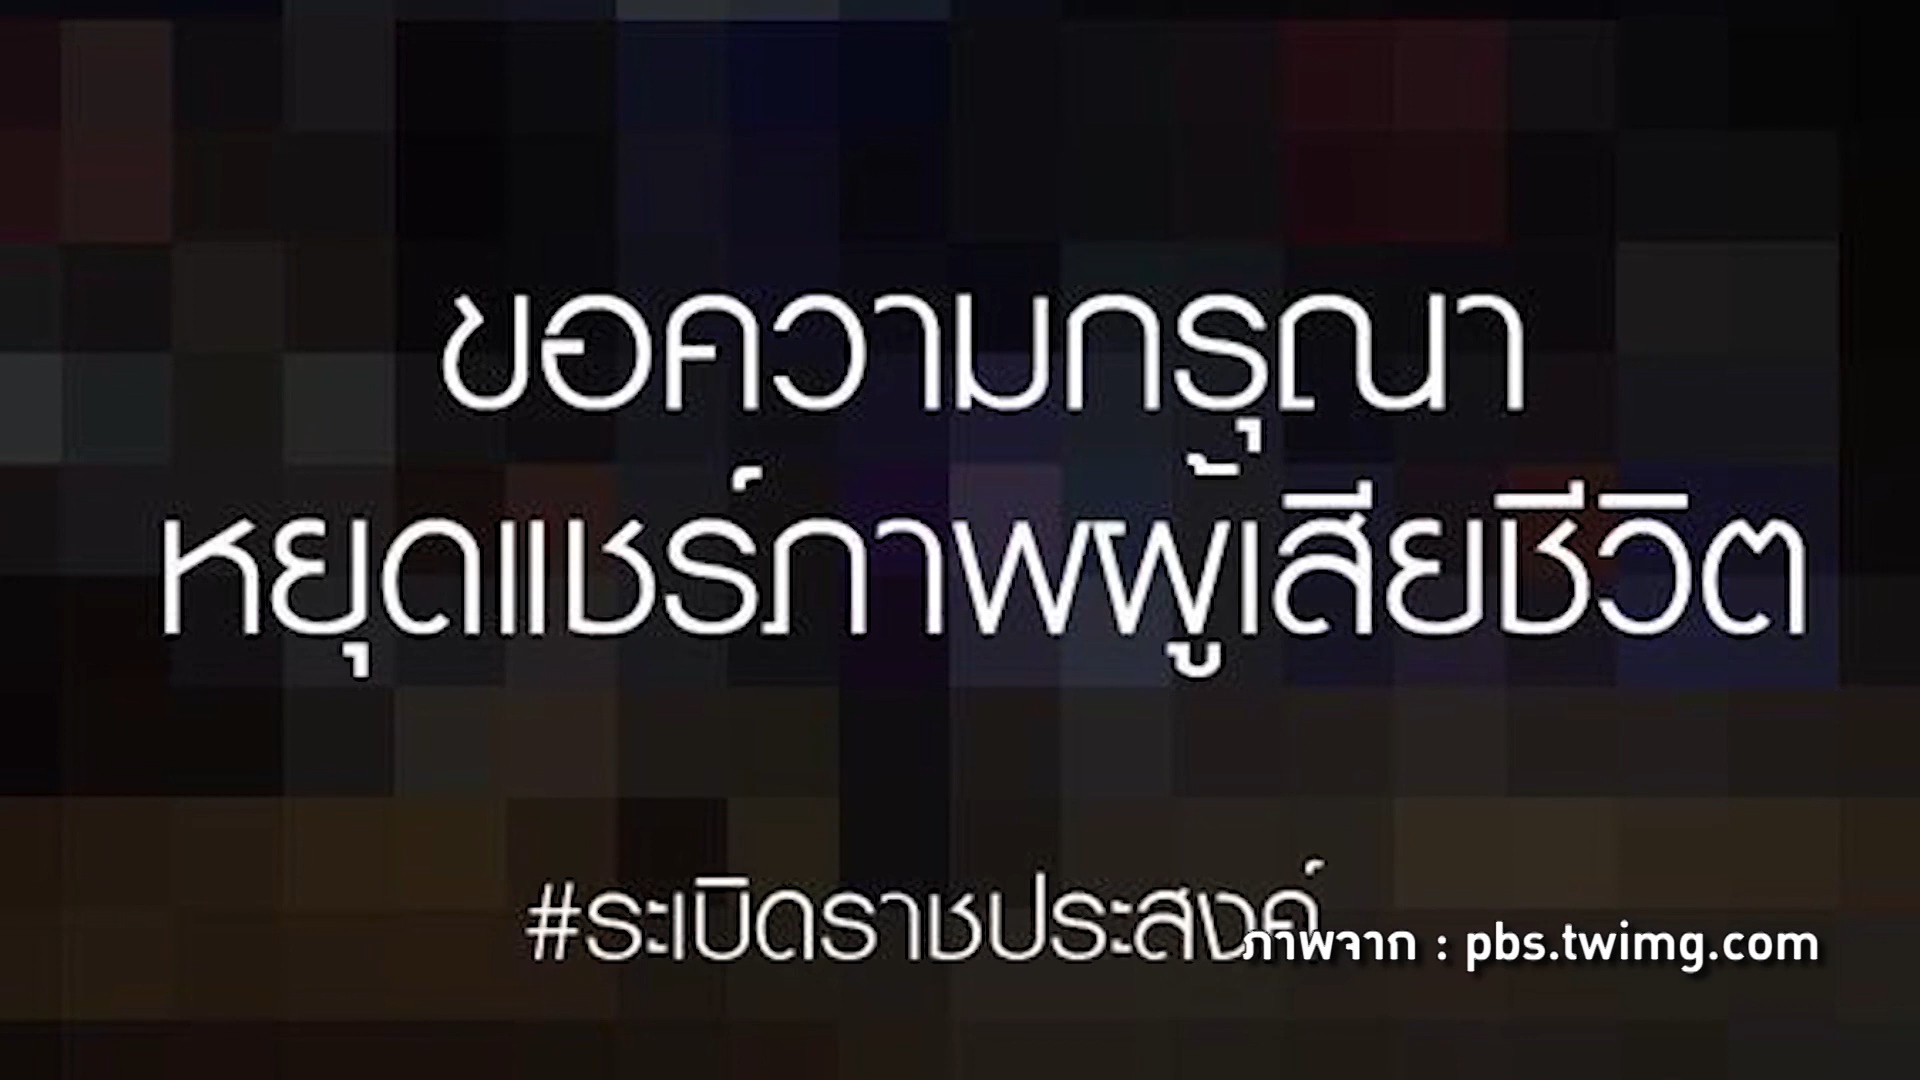 ขอความกรุณา
หยุดแชร์ภาพผู้เสียชีวิต
#ระเบิดราชประสงค์
ภาพจาก : pbs.twimg.com